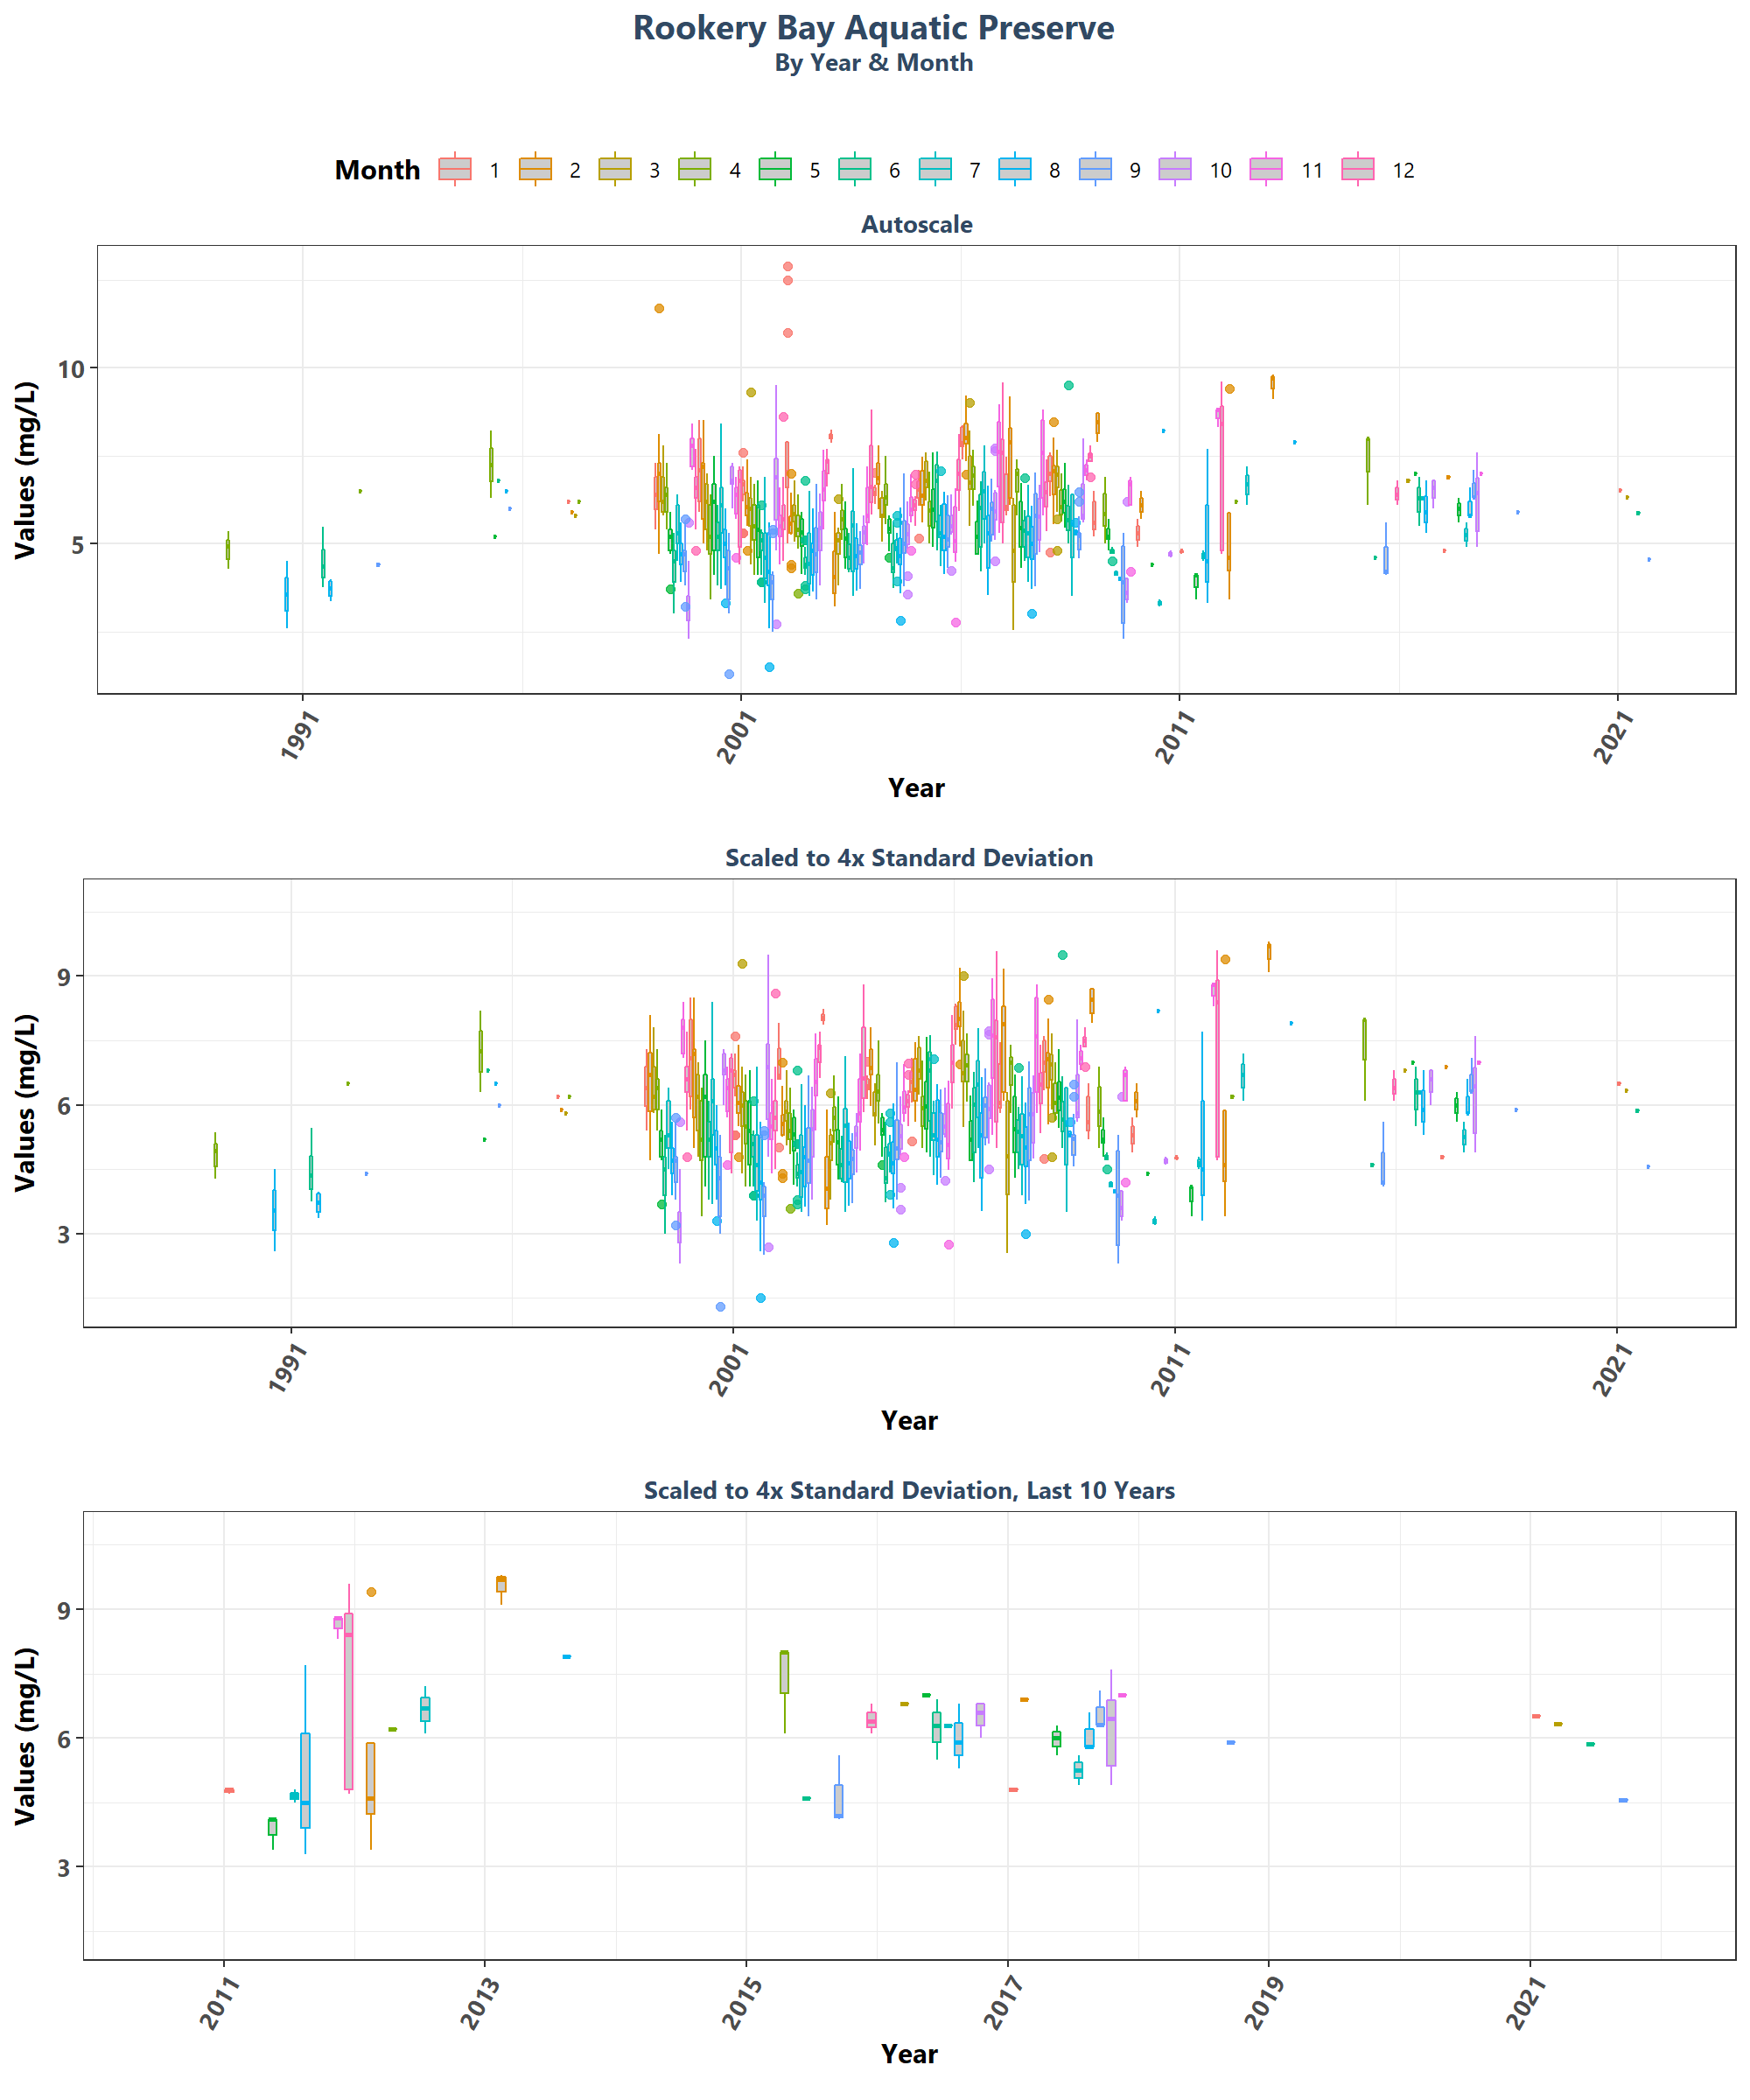 Rookery Bay Aquatic Preserve
By Year & Month
Month 1 2 3 4 5 6 7 8 9 10 11 12
Autoscale
Values (mg/L)
10
5
1991 2001 2011 2021
Year
Scaled to 4x Standard Deviation
Values (mg/L)
9
6
3
1991 2001 2011 2021
Year
Scaled to 4x Standard Deviation, Last 10 Years
Values (mg/L)
9
6
3
2011 2013 2015 2017 2019 2021
Year